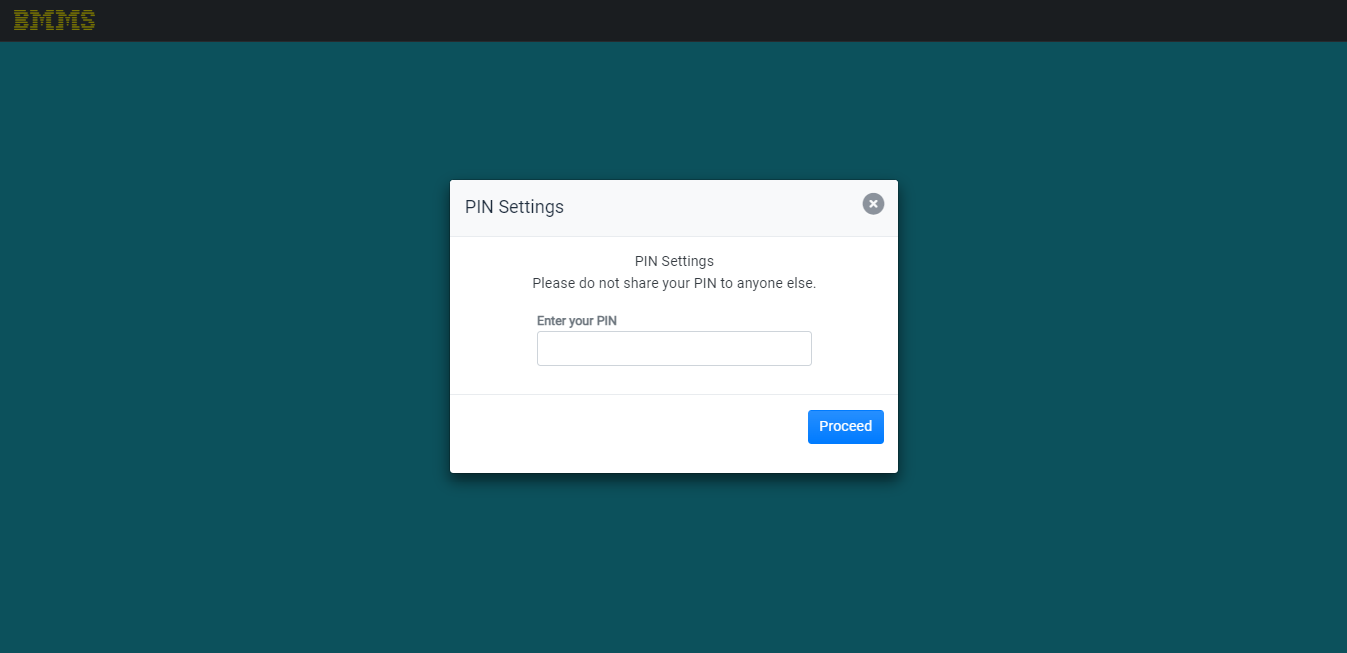 BMMS
PIN Settings
PIN Settings
Please do not share your PIN to anyone else.
Enter your PIN
Proceed